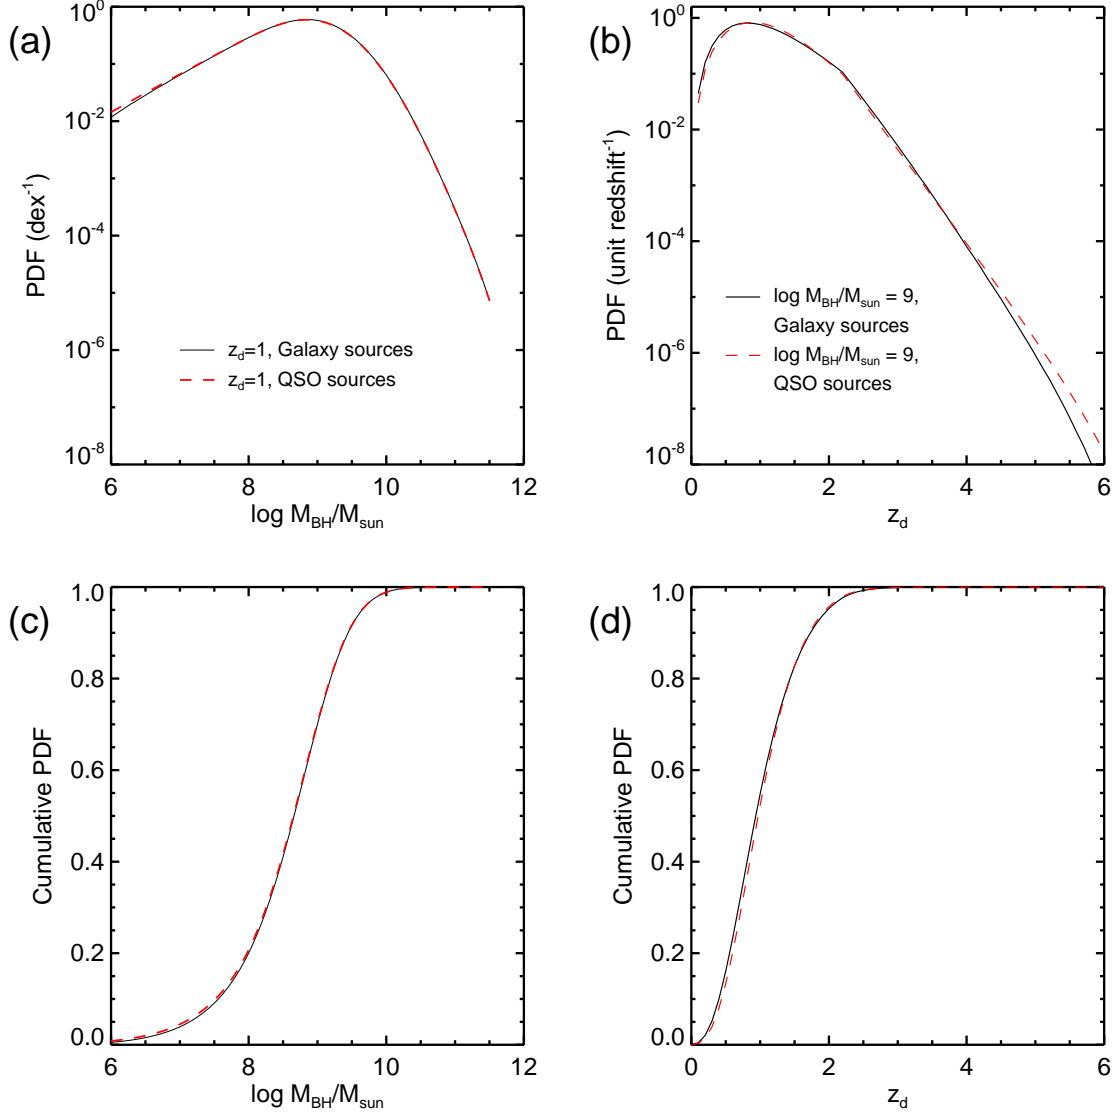 (a)
PDF (dex⁻¹)
10⁰
10⁻²
10⁻⁴
10⁻⁶
10⁻⁸
z_d=1, Galaxy sources
z_d=1, QSO sources
6 8 10 12
log M_BH/M_sun
(b)
PDF (unit redshift⁻¹)
10⁰
10⁻²
10⁻⁴
10⁻⁶
10⁻⁸
log M_BH/M_sun = 9,
Galaxy sources
log M_BH/M_sun = 9,
QSO sources
0 2 4 6
z_d
(c)
Cumulative PDF
1.0
0.8
0.6
0.4
0.2
0.0
6 8 10 12
log M_BH/M_sun
(d)
Cumulative PDF
1.0
0.8
0.6
0.4
0.2
0.0
0 2 4 6
z_d